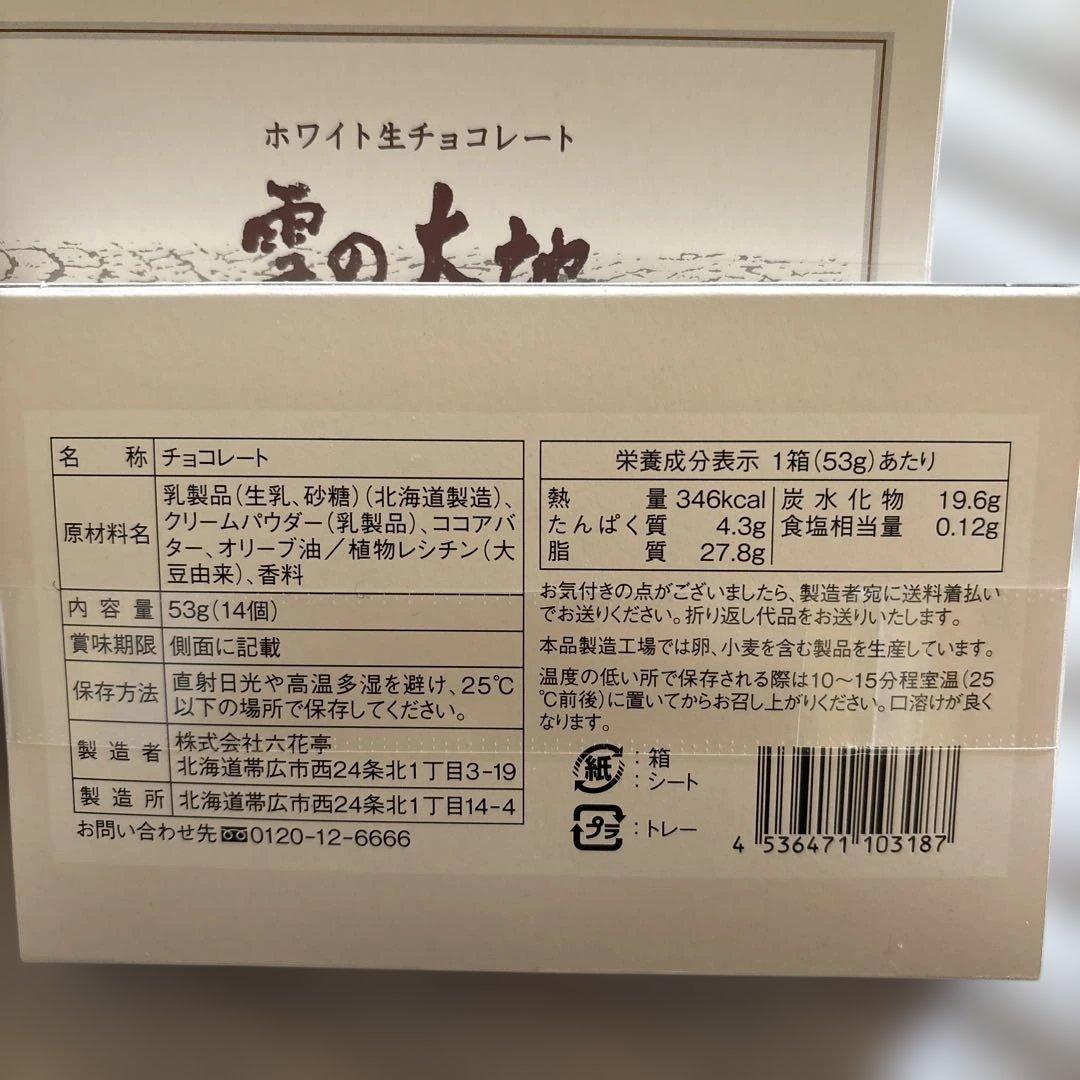 ホワイト生チョコレート
雪の大地
名称 チョコレート
原材料名 乳製品（生乳、砂糖）（北海道製造）、
クリームパウダー（乳製品）、ココアバ
ター、オリーブ油／植物レシチン（大
豆由来）、香料
内容量 53g（14個）
賞味期限 側面に記載
保存方法 直射日光や高温多湿を避け、25℃
以下の場所で保存してください。
製造者 株式会社六花亭
北海道帯広市西24条北1丁目3-19
製造所 北海道帯広市西24条北1丁目14-4
お問い合わせ先 0120-12-6666
栄養成分表示 1箱（53g）あたり
熱量 346kcal 炭水化物 19.6g
たんぱく質 4.3g 食塩相当量 0.12g
脂質 27.8g
お気付きの点がございましたら、製造者宛に送料着払い
でお送りください。折り返し代品をお送りいたします。
本品製造工場では卵、小麦を含む製品を生産しています。
温度の低い所で保存される際は10～15分程室温（25
℃前後）に置いてからお召し上がりください。口溶けが良く
なります。
紙：箱
：シート
プラ：トレー
4 536471 103187